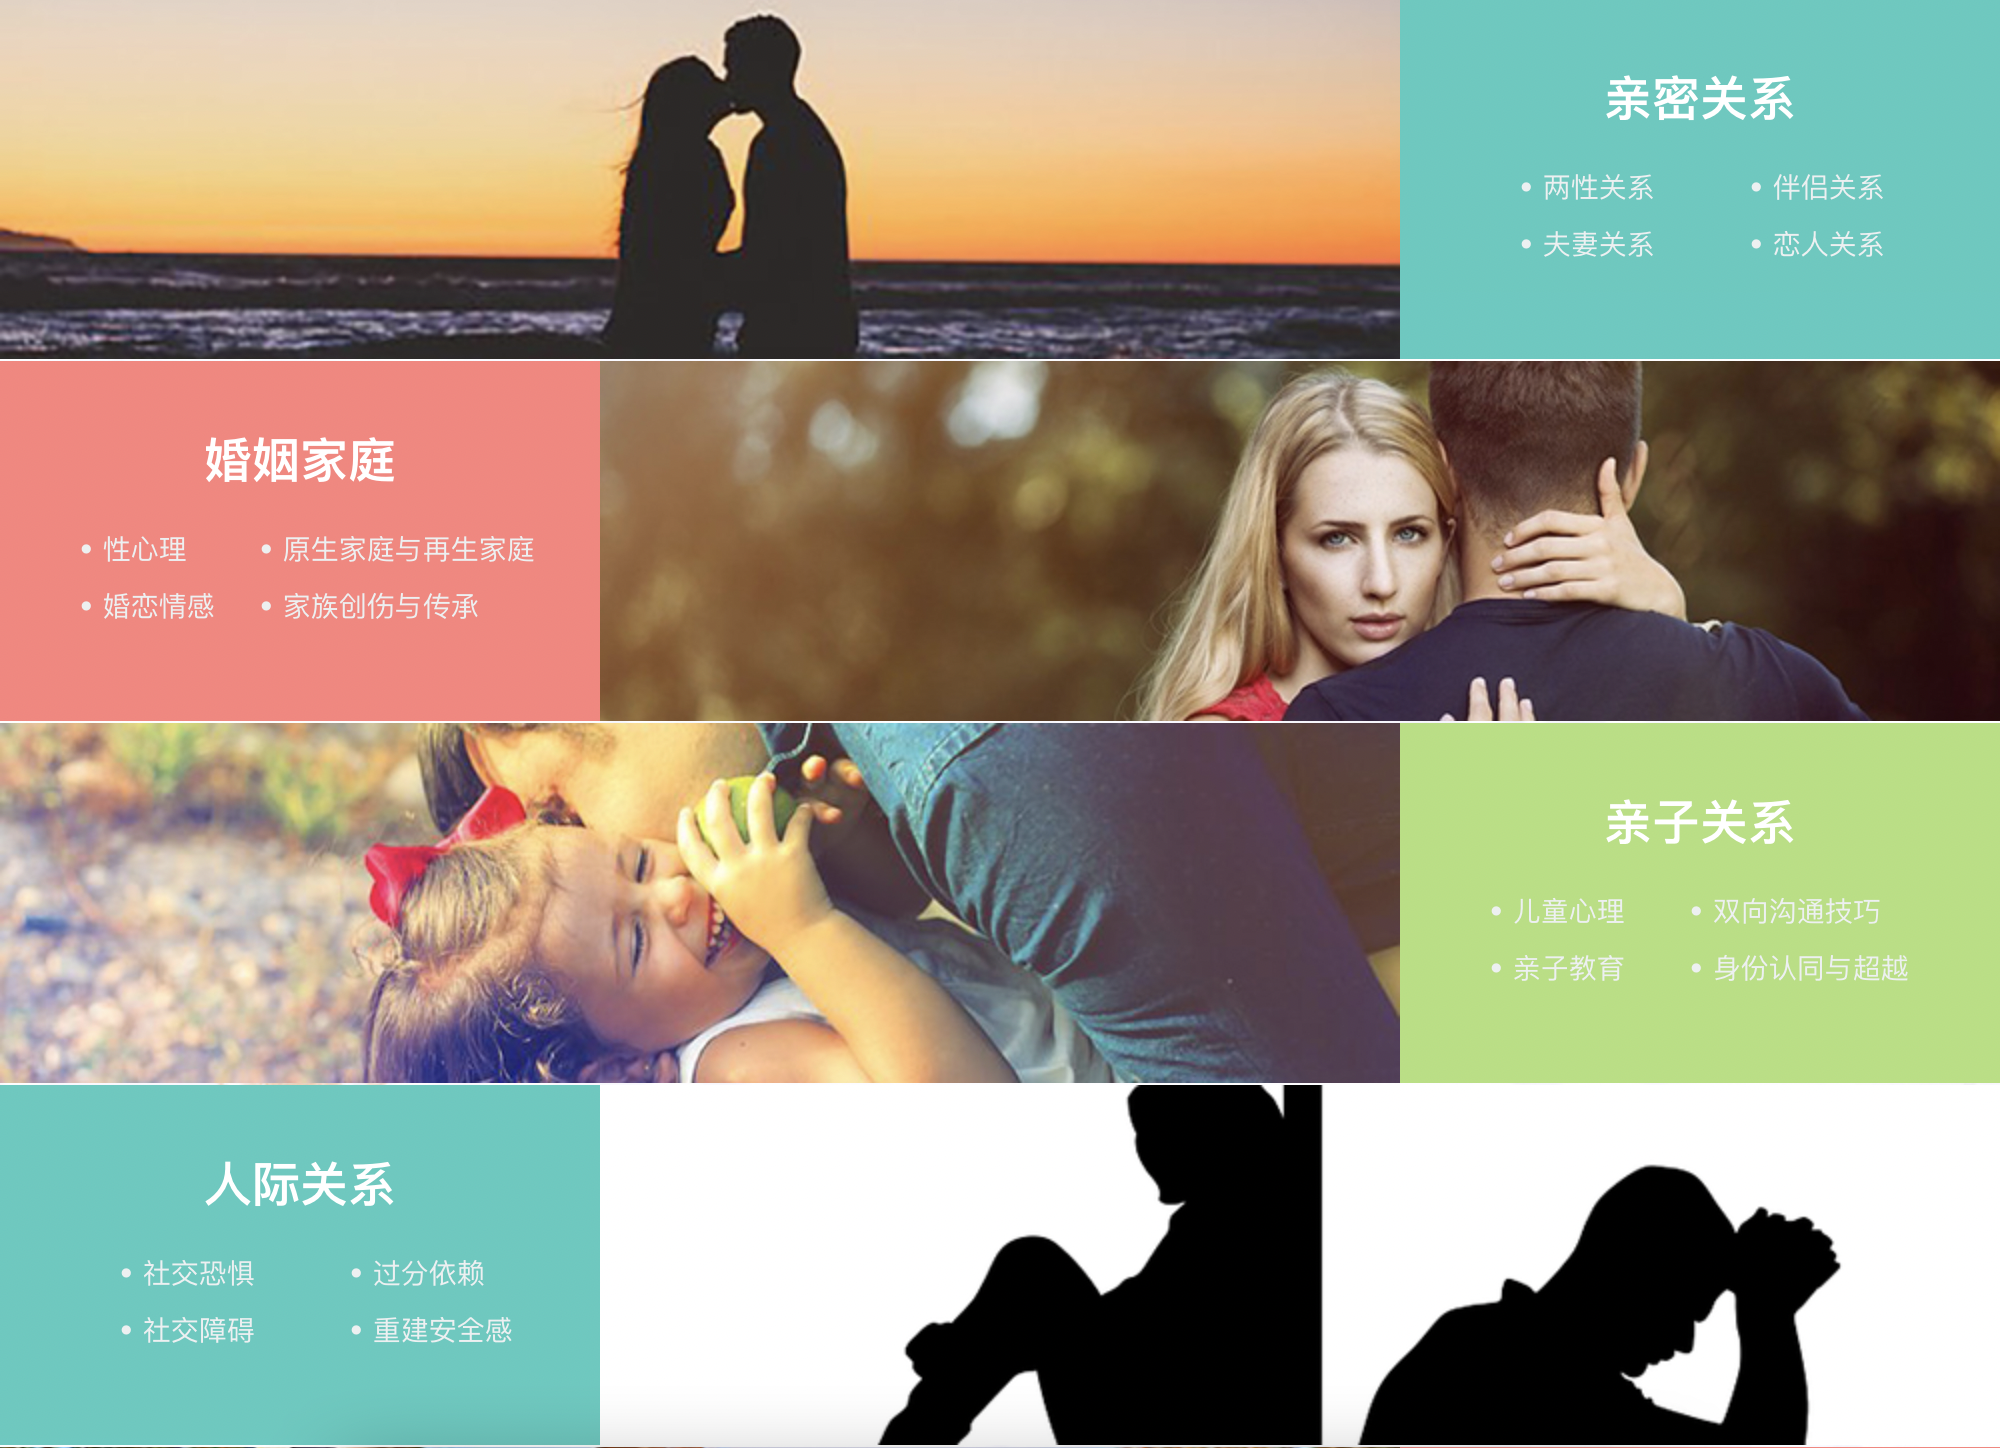 亲密关系
• 两性关系 • 伴侣关系
• 夫妻关系 • 恋人关系
婚姻家庭
• 性心理 • 原生家庭与再生家庭
• 婚恋情感 • 家族创伤与传承
亲子关系
• 儿童心理 • 双向沟通技巧
• 亲子教育 • 身份认同与超越
人际关系
• 社交恐惧 • 过分依赖
• 社交障碍 • 重建安全感